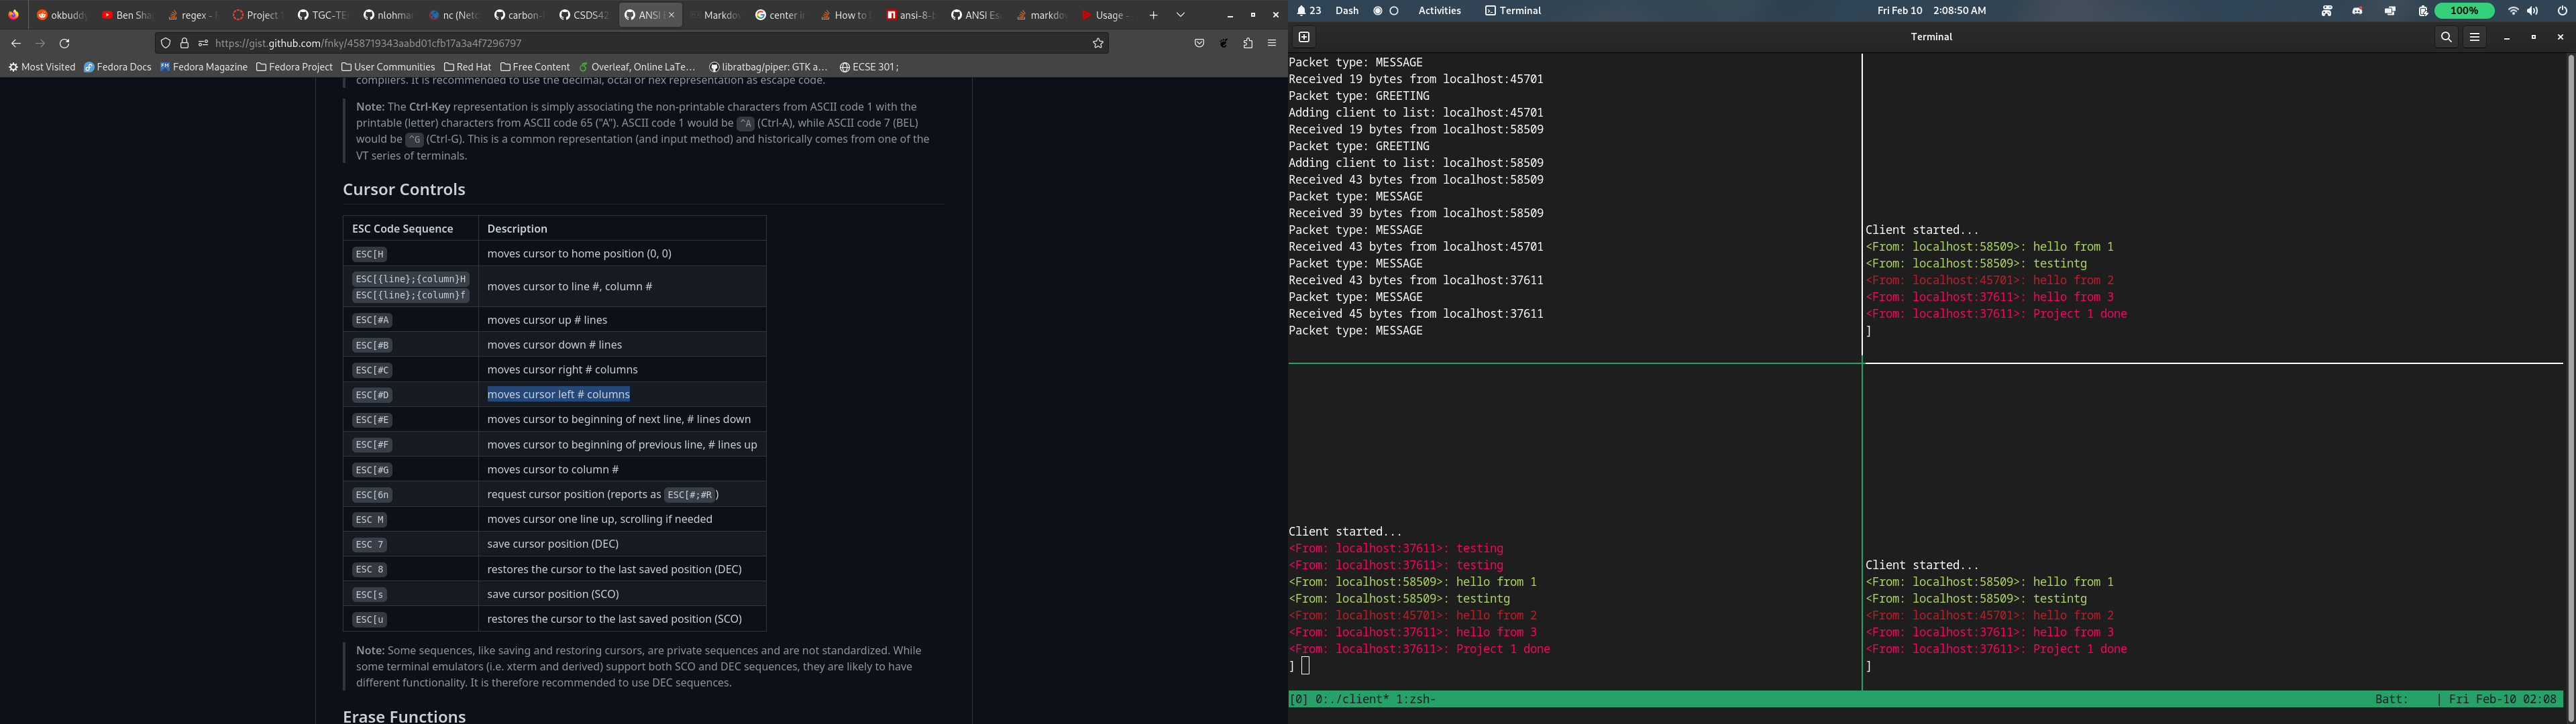 okbuddy
Ben Sha
regex -
Project
TGC-TE
nlohma
nc (Netc
carbon-
CSDS42
ANSI
Markdov
center i
How to
ansi-8-b
ANSI Es
markdo
Usage -
https://gist.github.com/fnky/458719343aabd01cfb17a3a4f7296797
Most Visited
Fedora Docs
Fedora Magazine
Fedora Project
User Communities
Red Hat
Free Content
Overleaf, Online LaTe…
libratbag/piper: GTK a…
ECSE 301 ;
compilers. It is recommended to use the decimal, octal or hex representation as escape code.
Note: The Ctrl-Key representation is simply associating the non-printable characters from ASCII code 1 with the
printable (letter) characters from ASCII code 65 ("A"). ASCII code 1 would be ^A (Ctrl-A), while ASCII code 7 (BEL)
would be ^G (Ctrl-G). This is a common representation (and input method) and historically comes from one of the
VT series of terminals.
Cursor Controls
ESC Code Sequence Description
ESC[H moves cursor to home position (0, 0)
ESC[{line};{column}H
ESC[{line};{column}f
moves cursor to line #, column #
ESC[#A moves cursor up # lines
ESC[#B moves cursor down # lines
ESC[#C moves cursor right # columns
ESC[#D moves cursor left # columns
ESC[#E moves cursor to beginning of next line, # lines down
ESC[#F moves cursor to beginning of previous line, # lines up
ESC[#G moves cursor to column #
ESC[6n request cursor position (reports as ESC[#;#R)
ESC M moves cursor one line up, scrolling if needed
ESC 7 save cursor position (DEC)
ESC 8 restores the cursor to the last saved position (DEC)
ESC[s save cursor position (SCO)
ESC[u restores the cursor to the last saved position (SCO)
Note: Some sequences, like saving and restoring cursors, are private sequences and are not standardized. While
some terminal emulators (i.e. xterm and derived) support both SCO and DEC sequences, they are likely to have
different functionality. It is therefore recommended to use DEC sequences.
Erase Functions
23 Dash Activities Terminal Fri Feb 10 2:08:50 AM 100%
Terminal
Packet type: MESSAGE
Received 19 bytes from localhost:45701
Packet type: GREETING
Adding client to list: localhost:45701
Received 19 bytes from localhost:58509
Packet type: GREETING
Adding client to list: localhost:58509
Received 43 bytes from localhost:58509
Packet type: MESSAGE
Received 39 bytes from localhost:58509
Packet type: MESSAGE
Received 43 bytes from localhost:45701
Packet type: MESSAGE
Received 43 bytes from localhost:37611
Packet type: MESSAGE
Received 45 bytes from localhost:37611
Packet type: MESSAGE
Client started...
<From: localhost:58509>: hello from 1
<From: localhost:58509>: testintg
<From: localhost:45701>: hello from 2
<From: localhost:37611>: hello from 3
<From: localhost:37611>: Project 1 done
]
Client started...
<From: localhost:37611>: testing
<From: localhost:37611>: testing
<From: localhost:58509>: hello from 1
<From: localhost:58509>: testintg
<From: localhost:45701>: hello from 2
<From: localhost:37611>: hello from 3
<From: localhost:37611>: Project 1 done
]
Client started...
<From: localhost:58509>: hello from 1
<From: localhost:58509>: testintg
<From: localhost:45701>: hello from 2
<From: localhost:37611>: hello from 3
<From: localhost:37611>: Project 1 done
]
[0] 0:./client* 1:zsh- Batt: | Fri Feb-10 02:08